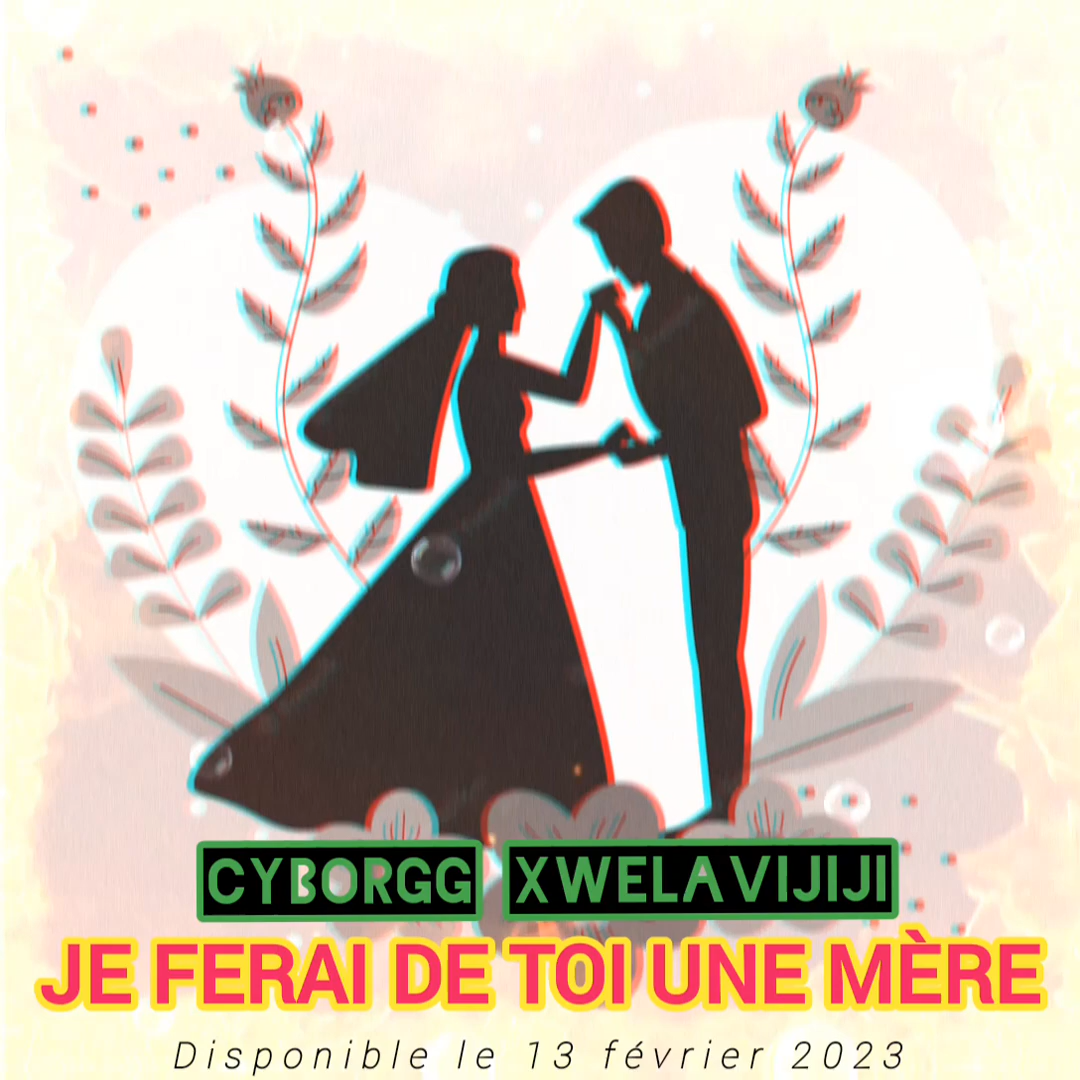 CYBORGG XWELAVIJIJI
JE FERAI DE TOI UNE MÈRE
Disponible le 13 février 2023